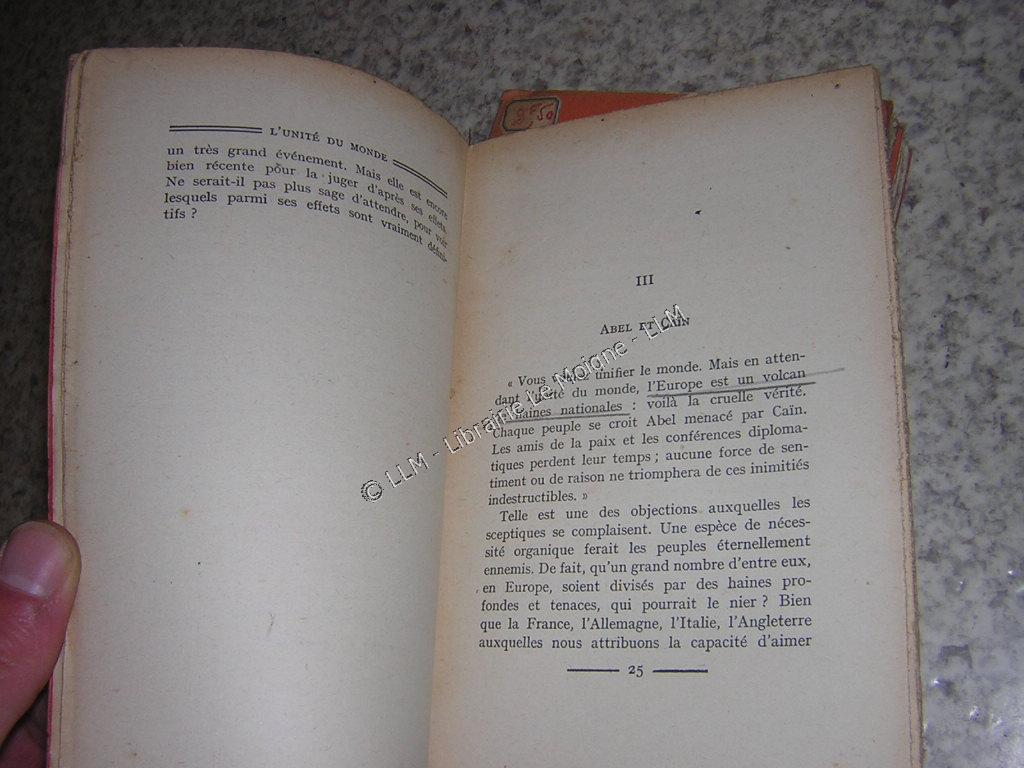 L'UNITÉ DU MONDE
un très grand événement. Mais elle est encore
bien récente pour la juger d'après ses effets.
Ne serait-il pas plus sage d'attendre, pour voir
lesquels parmi ses effets sont vraiment défini-
tifs ?
III
ABEL ET CAÏN
« Vous unifier le monde. Mais en atten-
dant l'unité du monde, l'Europe est un volcan
haines nationales : voilà la cruelle vérité.
Chaque peuple se croit Abel menacé par Caïn.
Les amis de la paix et les conférences diploma-
tiques perdent leur temps ; aucune force de sen-
timent ou de raison ne triomphera de ces inimitiés
indestructibles. »
Telle est une des objections auxquelles les
sceptiques se complaisent. Une espèce de néces-
sité organique ferait les peuples éternellement
ennemis. De fait, qu'un grand nombre d'entre eux,
en Europe, soient divisés par des haines pro-
fondes et tenaces, qui pourrait le nier ? Bien
que la France, l'Allemagne, l'Italie, l'Angleterre
auxquelles nous attribuons la capacité d'aimer
25
© LLM - Librairie Le Moigne - LLM